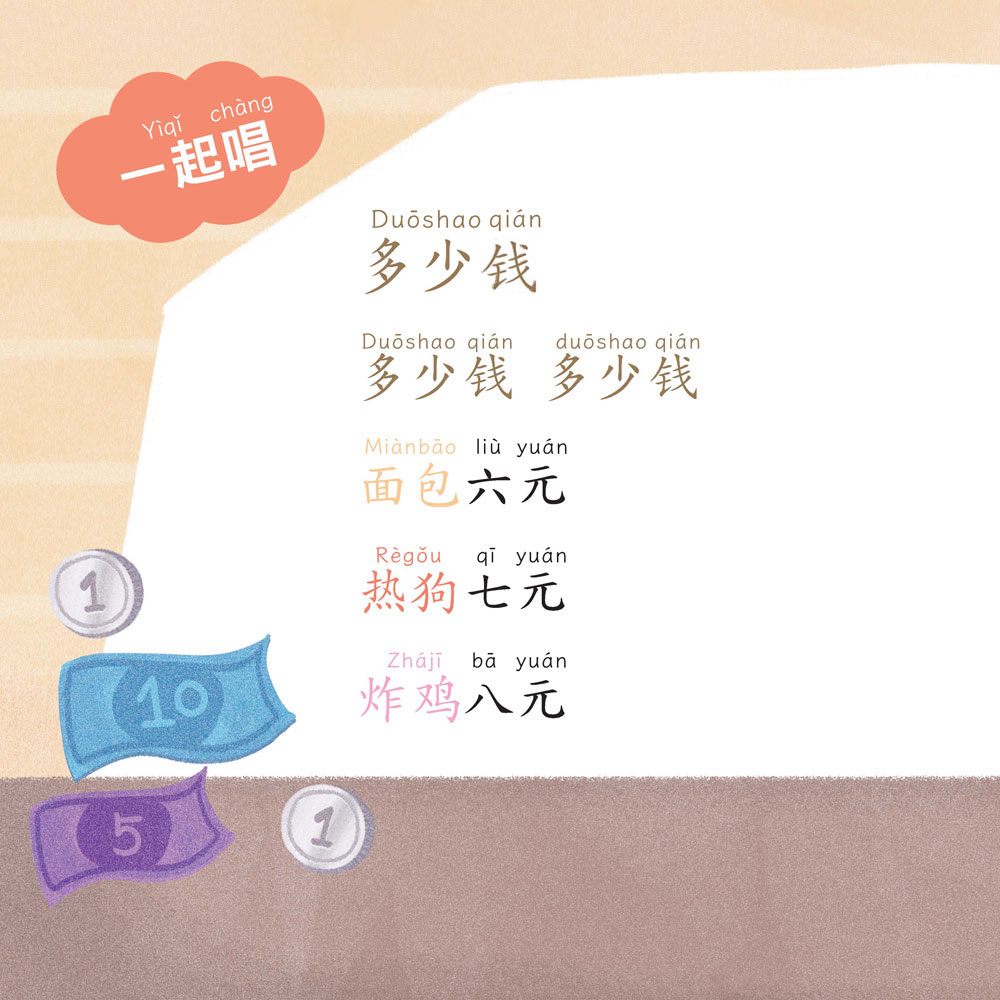 Yìqǐ chàng
一起唱
Duōshao qián
多少钱
Duōshao qián duōshao qián
多少钱 多少钱
Miànbāo liù yuán
面包六元
Règǒu qī yuán
热狗七元
Zhájī bā yuán
炸鸡八元
1
10
5
1